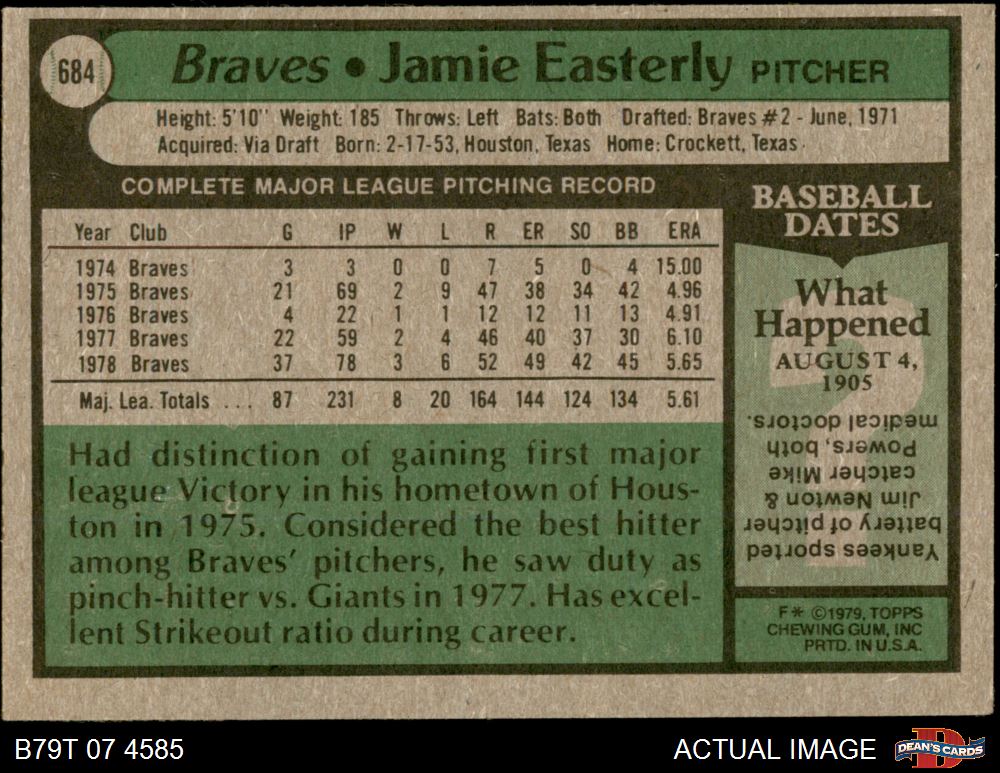 684
Braves • Jamie Easterly PITCHER
Height: 5'10" Weight: 185 Throws: Left Bats: Both Drafted: Braves #2 - June, 1971
Acquired: Via Draft Born: 2-17-53, Houston, Texas Home: Crockett, Texas
COMPLETE MAJOR LEAGUE PITCHING RECORD
Year Club G IP W L R ER SO BB ERA
1974 Braves 3 3 0 0 7 5 0 4 15.00
1975 Braves 21 69 2 9 47 38 34 42 4.96
1976 Braves 4 22 1 1 12 12 11 13 4.91
1977 Braves 22 59 2 4 46 40 37 30 6.10
1978 Braves 37 78 3 6 52 49 42 45 5.65
Maj. Lea. Totals ... 87 231 8 20 164 144 124 134 5.61
Had distinction of gaining first major
league Victory in his hometown of Hous-
ton in 1975. Considered the best hitter
among Braves' pitchers, he saw duty as
pinch-hitter vs. Giants in 1977. Has excel-
lent Strikeout ratio during career.
BASEBALL
DATES
What
Happened
AUGUST 4,
1905
Yankees sported
battery of pitcher
Jim Newton &
catcher Mike
Powers, both
medical doctors.
F* ©1979, TOPPS
CHEWING GUM, INC
PRTD. IN U.S.A.
B79T 07 4585
ACTUAL IMAGE
DEAN'S CARDS